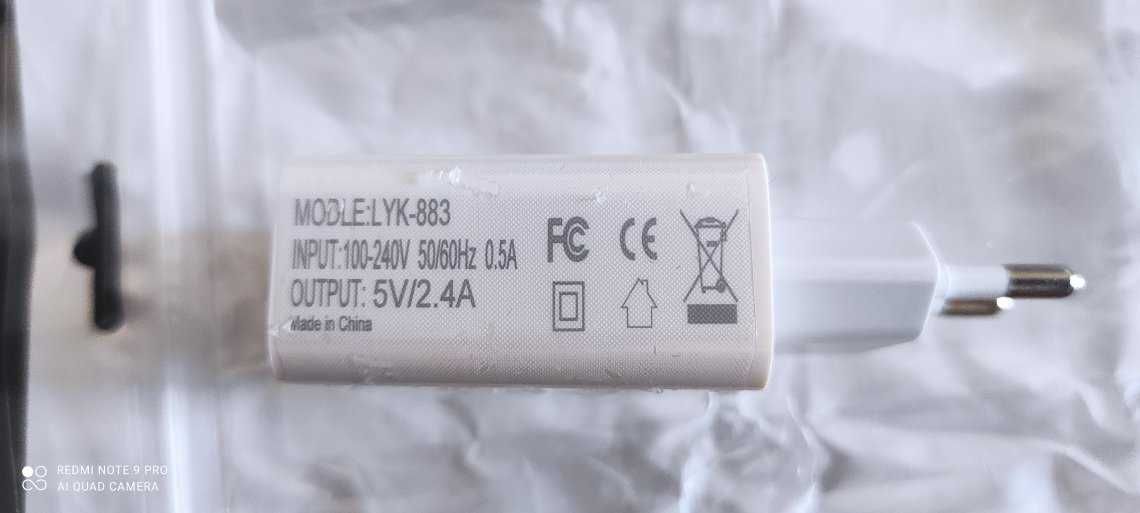 MODLE:LYK-883
INPUT:100-240V 50/60Hz 0.5A
OUTPUT: 5V/2.4A
Made in China
FC CE
REDMI NOTE 9 PRO
AI QUAD CAMERA